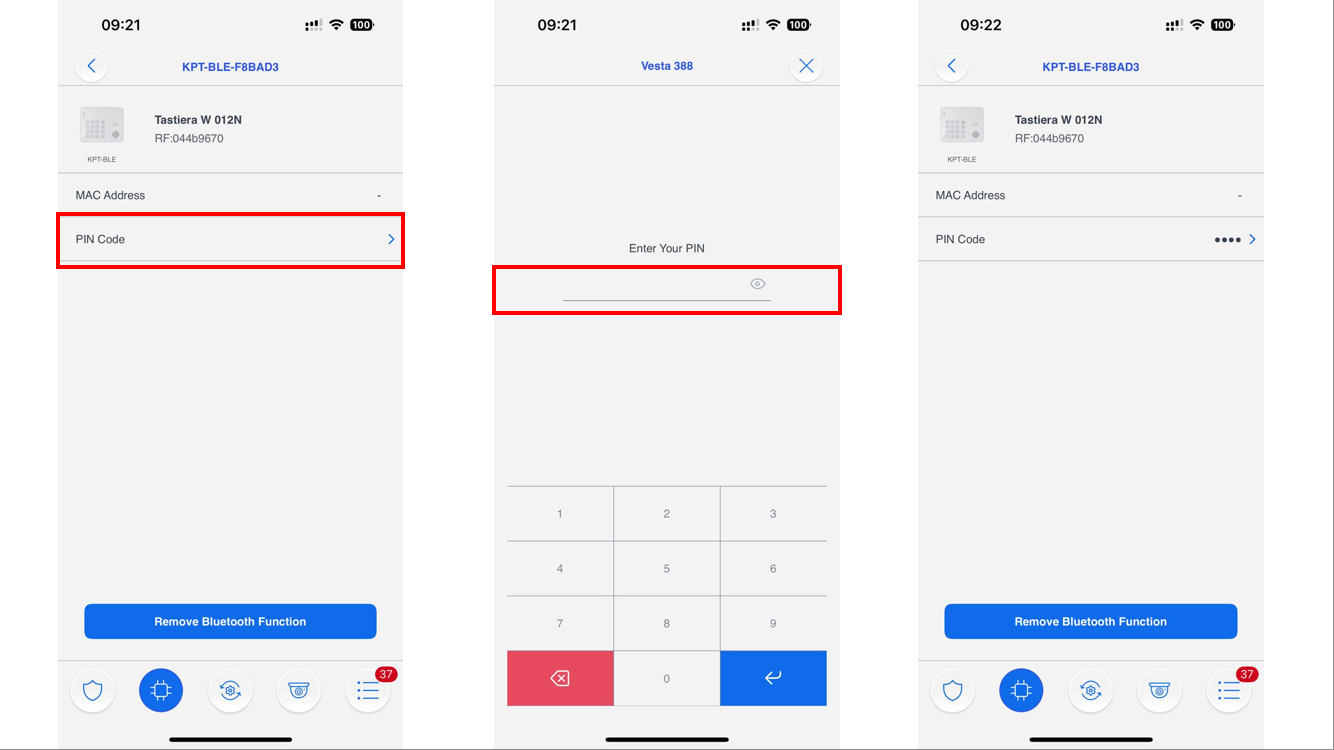 09:21
100
KPT-BLE-F8BAD3
Tastiera W 012N
RF:044b9670
KPT-BLE
MAC Address -
PIN Code
Remove Bluetooth Function
37
09:21
100
Vesta 388
Enter Your PIN
1 2 3
4 5 6
7 8 9
0
09:22
100
KPT-BLE-F8BAD3
Tastiera W 012N
RF:044b9670
KPT-BLE
MAC Address -
PIN Code ●●●●
Remove Bluetooth Function
37